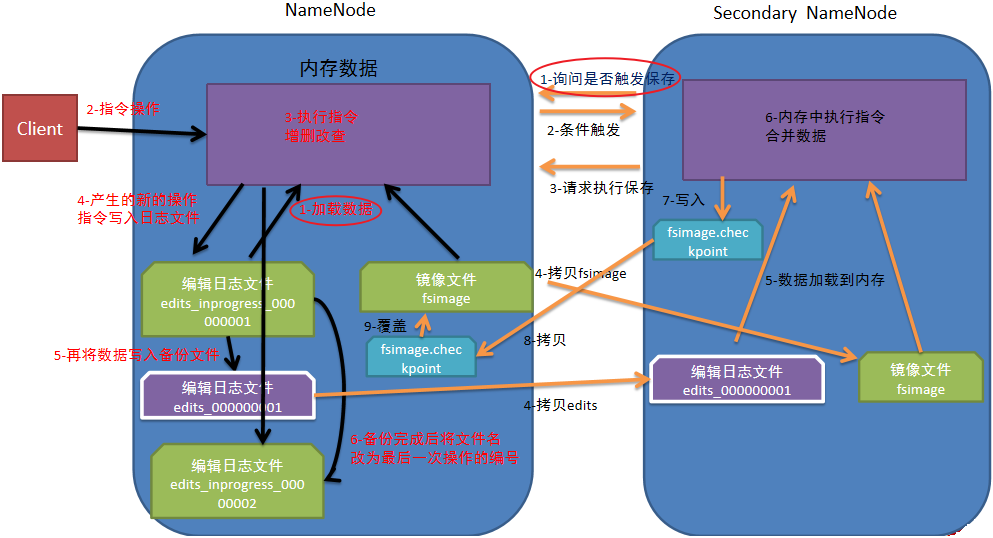 NameNode
Secondary NameNode
内存数据
1-询问是否触发保存
2-指令操作
Client
3-执行指令
增删改查
2-条件触发
6-内存中执行指令
合并数据
3-请求执行保存
4-产生的新的操作
指令写入日志文件
1-加载数据
7-写入
fsimage.chec
kpoint
编辑日志文件
edits_inprogress_000
000001
镜像文件
fsimage
4-拷贝fsimage
5-数据加载到内存
9-覆盖
8-拷贝
fsimage.chec
kpoint
5-再将数据写入备份文件
编辑日志文件
edits_000000001
编辑日志文件
edits_000000001
镜像文件
fsimage
4-拷贝edits
6-备份完成后将文件名
改为最后一次操作的编号
编辑日志文件
edits_inprogress_000
00002